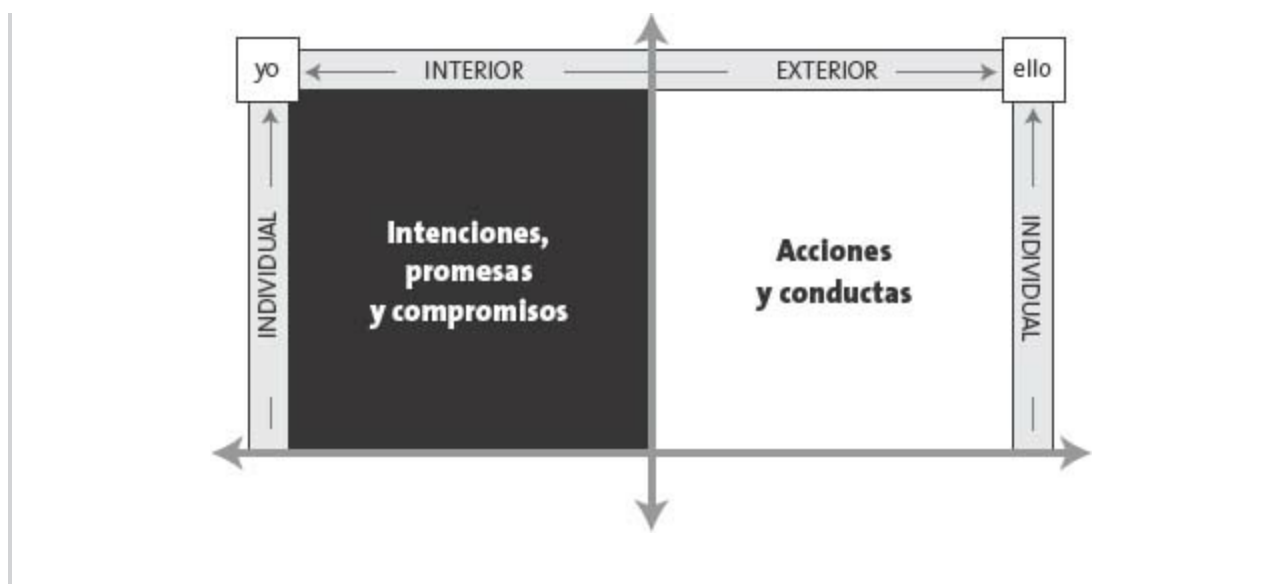 yo
INTERIOR
EXTERIOR
ello
INDIVIDUAL
Intenciones,
promesas
y compromisos
Acciones
y conductas
INDIVIDUAL